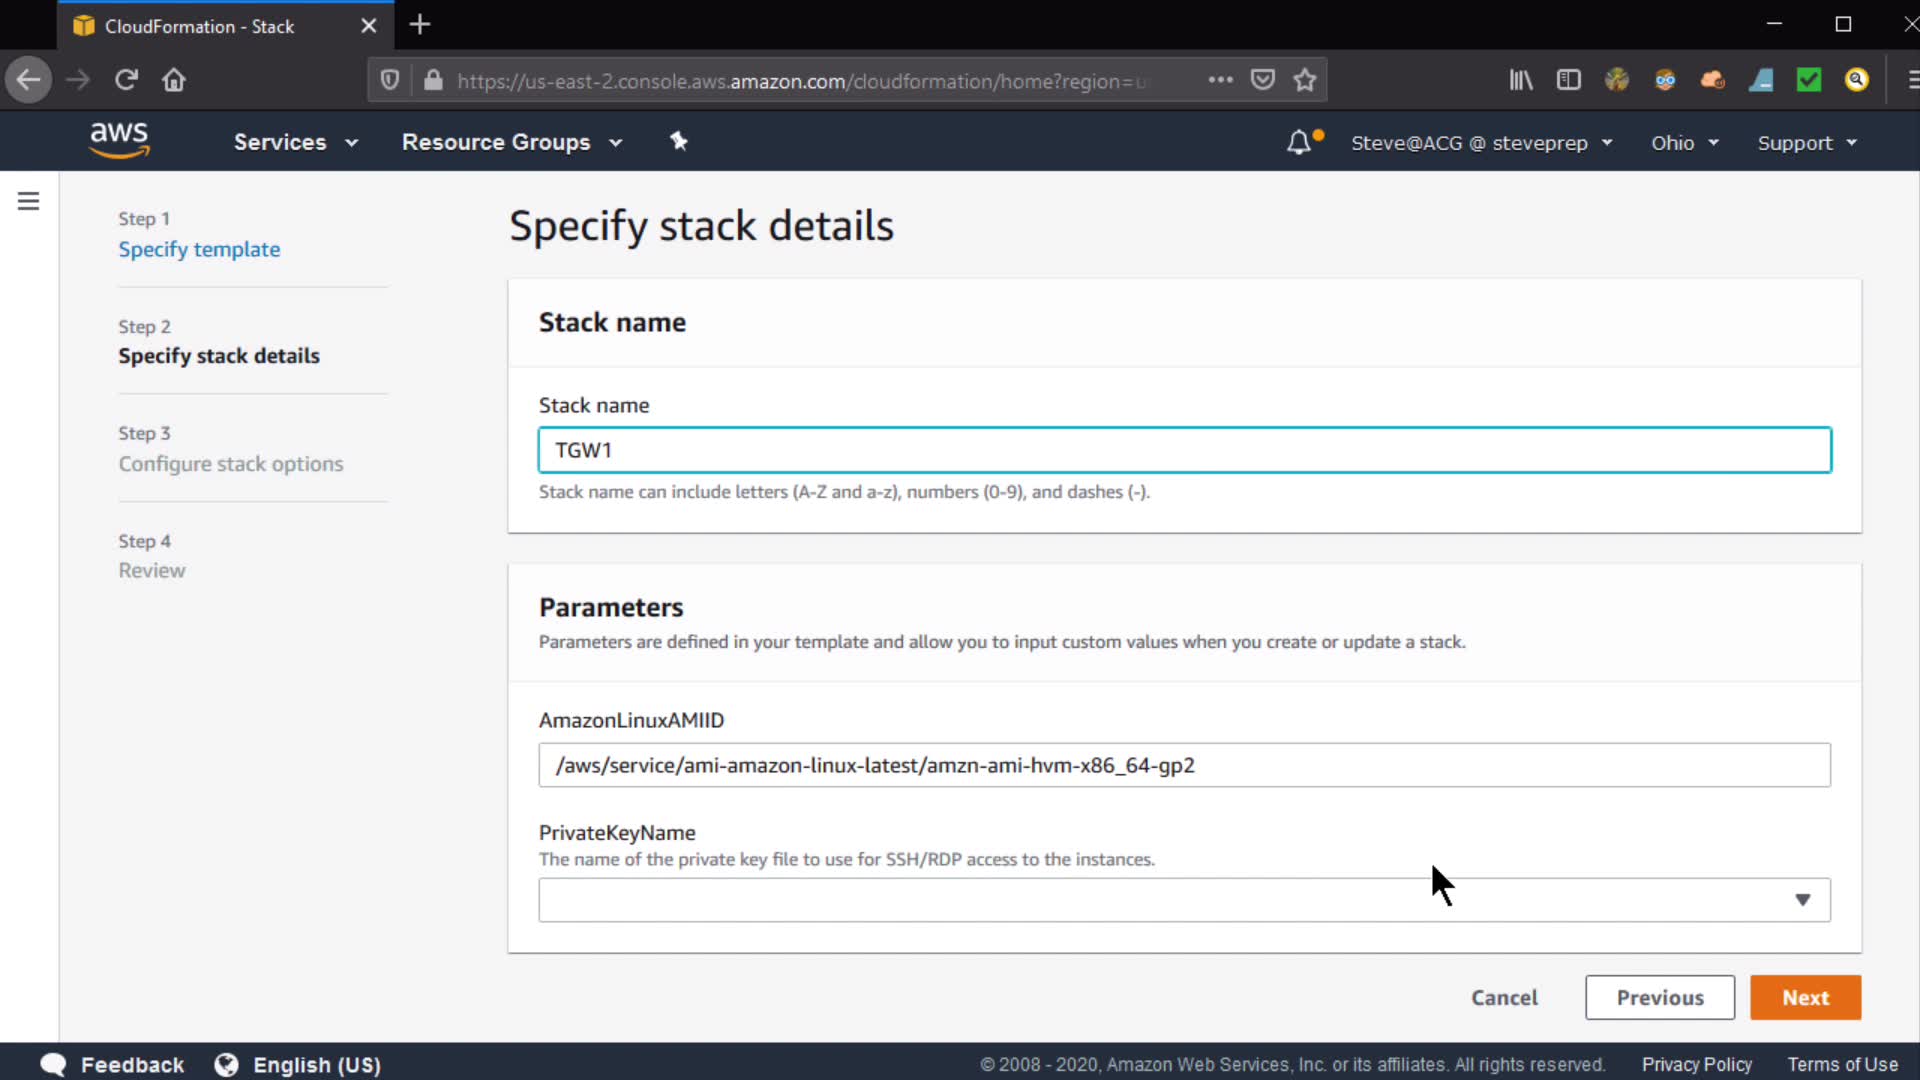 CloudFormation - Stack
https://us-east-2.console.aws.amazon.com/cloudformation/home?region=u
aws
Services
Resource Groups
Steve@ACG @ steveprep
Ohio
Support
Step 1
Specify template
Step 2
Specify stack details
Step 3
Configure stack options
Step 4
Review
Specify stack details
Stack name
Stack name
TGW1
Stack name can include letters (A-Z and a-z), numbers (0-9), and dashes (-).
Parameters
Parameters are defined in your template and allow you to input custom values when you create or update a stack.
AmazonLinuxAMIID
/aws/service/ami-amazon-linux-latest/amzn-ami-hvm-x86_64-gp2
PrivateKeyName
The name of the private key file to use for SSH/RDP access to the instances.
Cancel
Previous
Next
Feedback
English (US)
© 2008 - 2020, Amazon Web Services, Inc. or its affiliates. All rights reserved.
Privacy Policy
Terms of Use